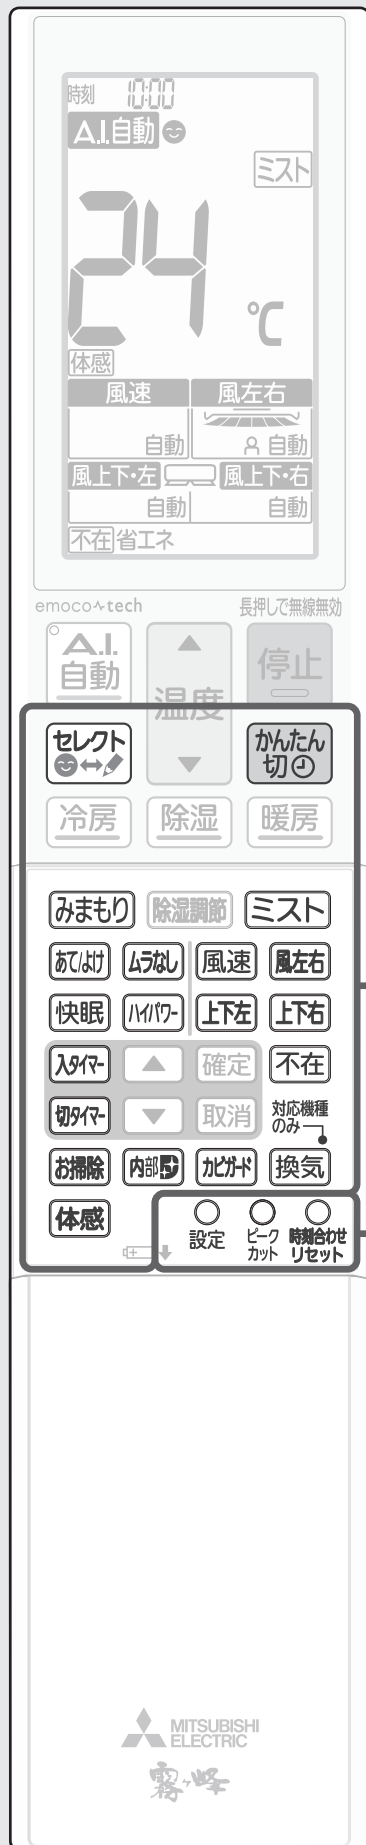 時刻 10:00
A.I.自動
ミスト
24℃
体感
風速 風左右
自動 自動
風上下・左 風上下・右
自動 自動
不在 省エネ
emoco tech 長押しで無線無効
A.I.
自動
温度
停止
セレクト
かんたん
切
冷房 除湿 暖房
みまもり 除湿調節 ミスト
あて/よけ ムラなし 風速 風左右
快眠 ハイパワー 上下左 上下右
入タイマー 確定 不在
切タイマー 取消
対応機種
のみ
お掃除 内部 カビガード 換気
体感
設定
ピーク
カット
時刻合わせ
リセット
MITSUBISHI
ELECTRIC
霧ヶ峰